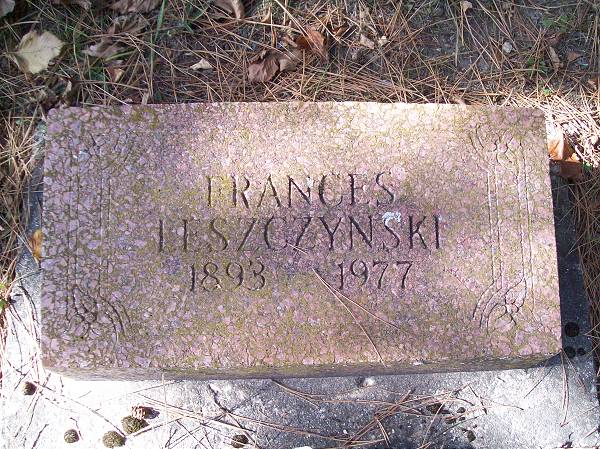 FRANCES
LESZCZYNSKI
1893 - 1977